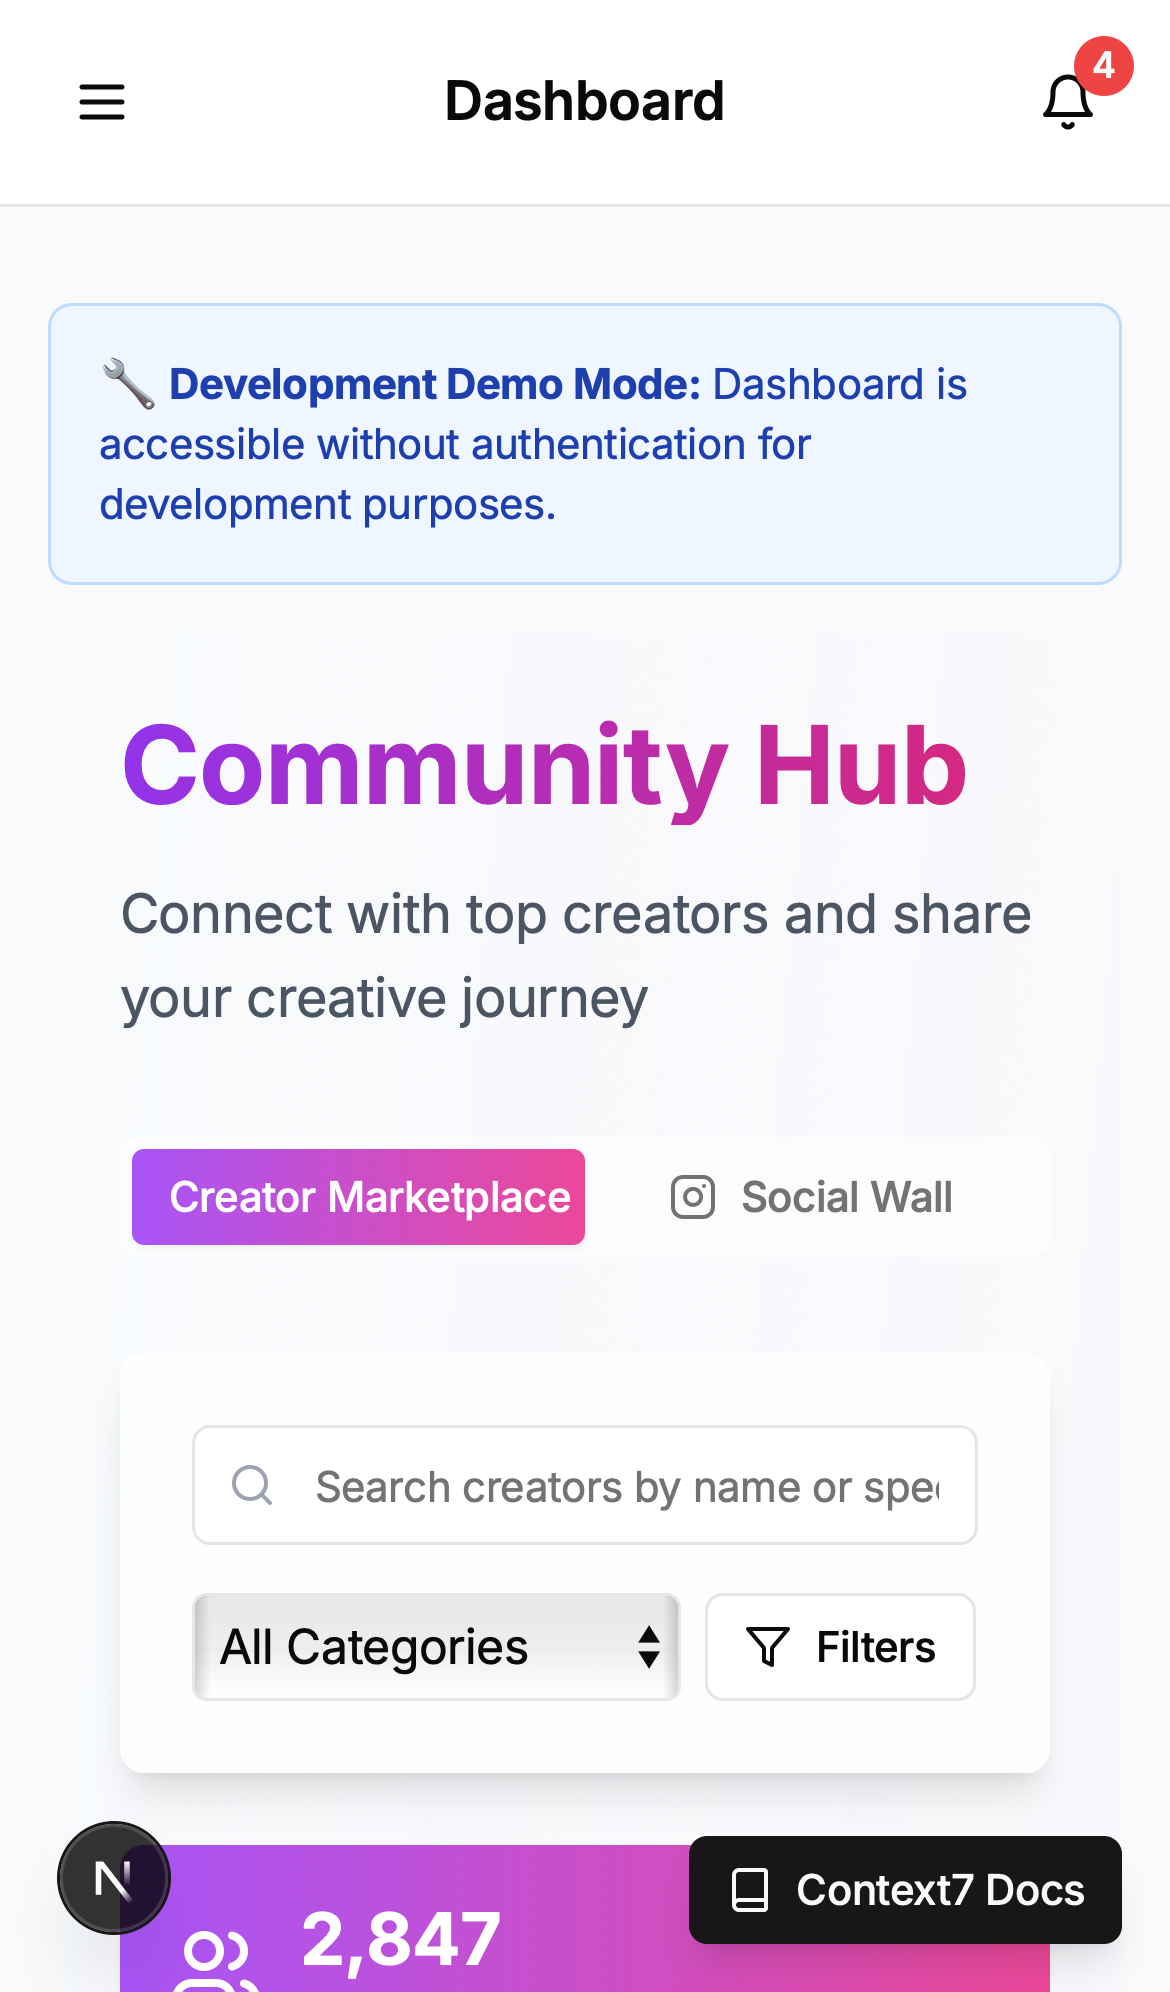 Dashboard
4
🔧 Development Demo Mode: Dashboard is
accessible without authentication for
development purposes.
Community Hub
Connect with top creators and share
your creative journey
Creator Marketplace
Social Wall
Search creators by name or spe
All Categories
Filters
N
Context7 Docs
2,847